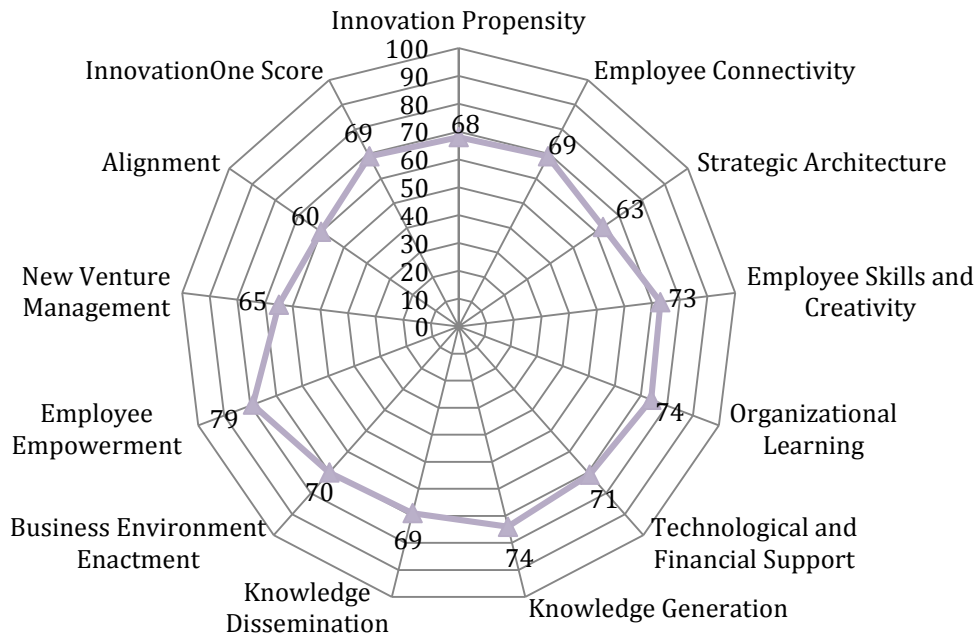 Innovation Propensity
100
90
80
70
60
50
40
30
20
10
0
68
Employee Connectivity
69
Strategic Architecture
63
Employee Skills and
Creativity
73
Organizational
Learning
74
Technological and
Financial Support
71
Knowledge Generation
74
Knowledge
Dissemination
69
Business Environment
Enactment
70
Employee
Empowerment
79
New Venture
Management
65
Alignment
60
InnovationOne Score
69